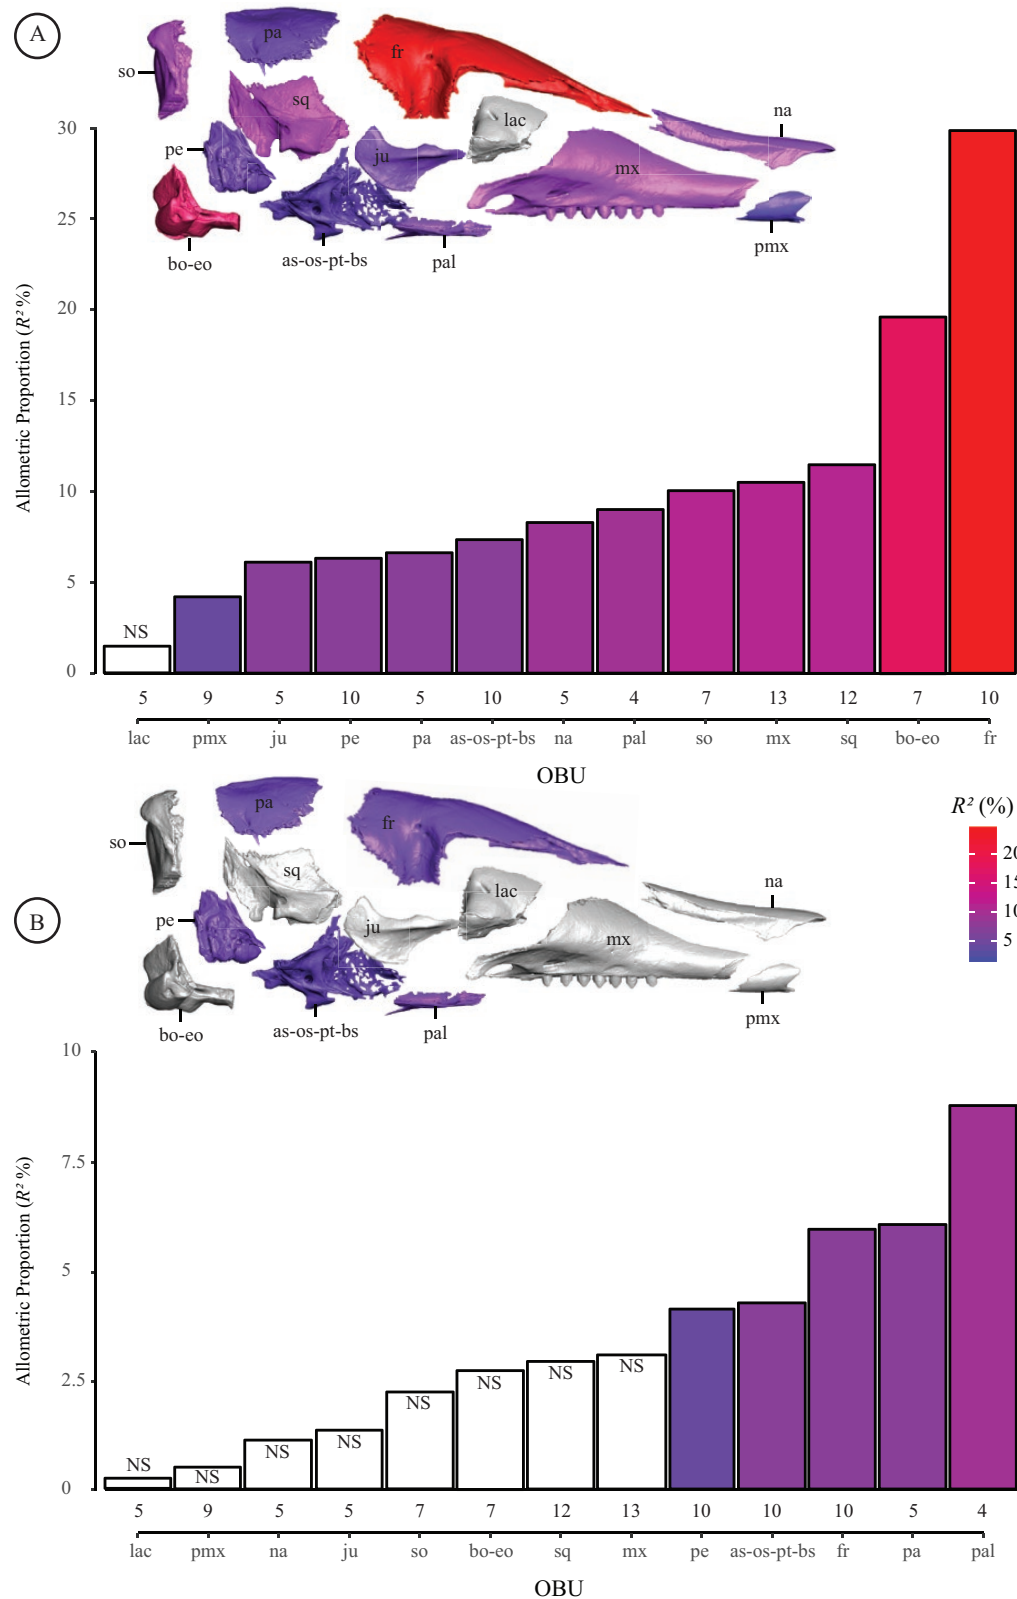 A
pa
fr
so
sq
lac
na
pe
ju
mx
bo-eo
as-os-pt-bs
pal
pmx
Allometric Proportion (R² %)
30
25
20
15
10
5
0
NS
5 9 5 10 5 10 5 4 7 13 12 7 10
lac pmx ju pe pa as-os-pt-bs na pal so mx sq bo-eo fr
OBU
R² (%)
20
15
10
5
B
pa
fr
so
sq
lac
na
pe
ju
mx
bo-eo
as-os-pt-bs
pal
pmx
Allometric Proportion (R² %)
10
7.5
5
2.5
0
NS NS NS NS NS NS NS NS
5 9 5 5 7 7 12 13 10 10 10 5 4
lac pmx na ju so bo-eo sq mx pe as-os-pt-bs fr pa pal
OBU